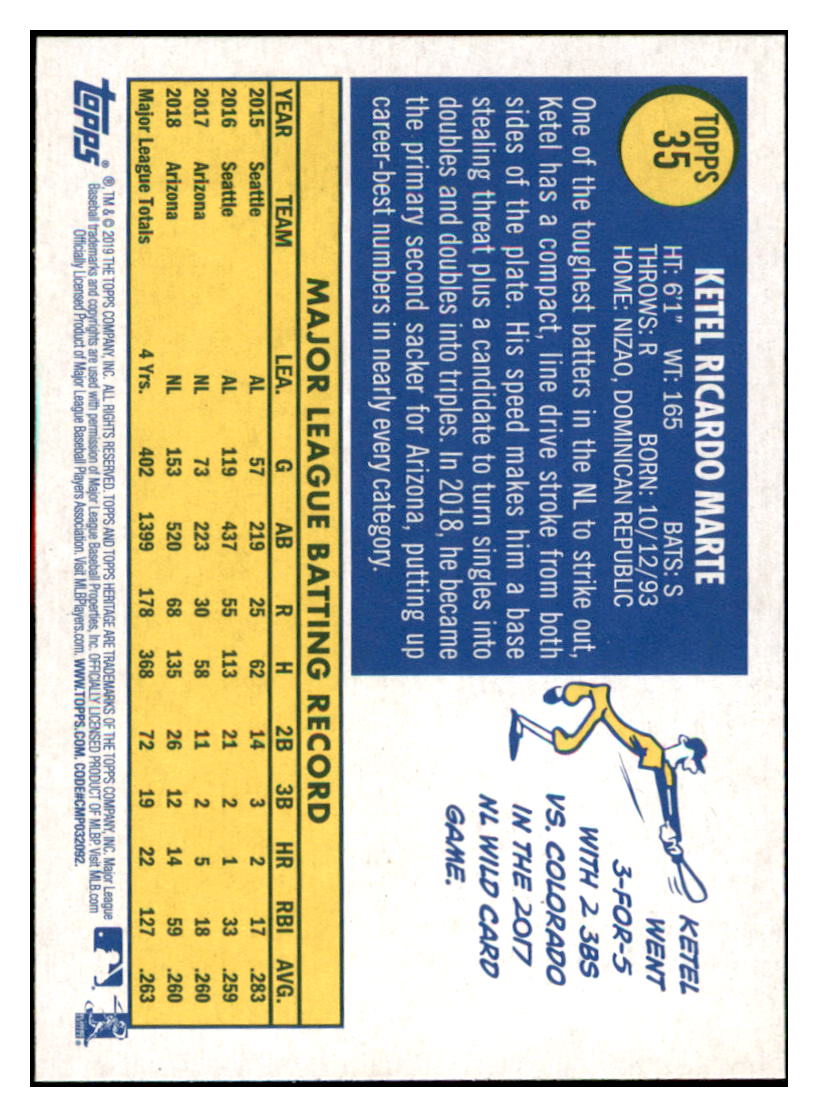 TOPPS
35
KETEL RICARDO MARTE
HT: 6'1" WT: 165 BATS: S
THROWS: R BORN: 10/12/93
HOME: NIZAO, DOMINICAN REPUBLIC
One of the toughest batters in the NL to strike out,
Ketel has a compact, line drive stroke from both
sides of the plate. His speed makes him a base
stealing threat plus a candidate to turn singles into
doubles and doubles into triples. In 2018, he became
the primary second sacker for Arizona, putting up
career-best numbers in nearly every category.
KETEL
WENT
3-FOR-5
WITH 2 3BS
VS. COLORADO
IN THE 2017
NL WILD CARD
GAME.
MAJOR LEAGUE BATTING RECORD
YEAR TEAM LEA. G AB R H 2B 3B HR RBI AVG.
2015 Seattle AL 57 219 25 62 14 3 2 17 .283
2016 Seattle AL 119 437 55 113 21 2 1 33 .259
2017 Arizona NL 73 223 30 58 11 2 5 18 .260
2018 Arizona NL 153 520 68 135 26 12 14 59 .260
Major League Totals 4 Yrs. 402 1399 178 368 72 19 22 127 .263
topps®
®, TM & © 2019 THE TOPPS COMPANY, INC. ALL RIGHTS RESERVED. TOPPS AND TOPPS HERITAGE ARE TRADEMARKS OF THE TOPPS COMPANY, INC. Major League
Baseball trademarks and copyrights are used with permission of Major League Baseball Properties, Inc. OFFICIALLY LICENSED PRODUCT OF MLBP Visit MLB.com
Officially Licensed Product of Major League Baseball Players Association. Visit MLBPlayers.com. WWW.TOPPS.COM. CODE#CMP032092.